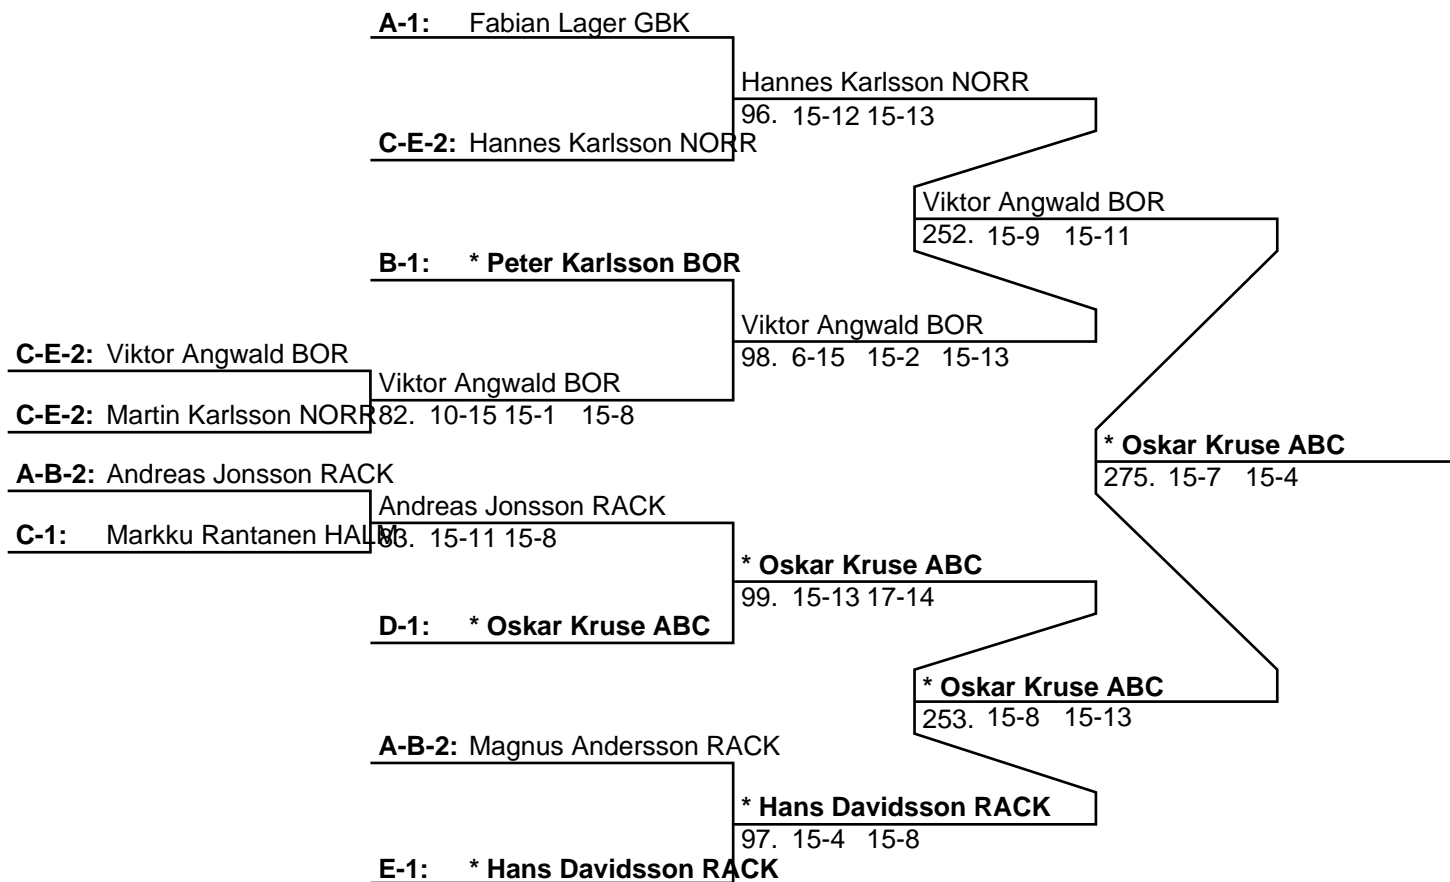 A-1: Fabian Lager GBK
Hannes Karlsson NORR
96. 15-12 15-13
C-E-2: Hannes Karlsson NORR
Viktor Angwald BOR
252. 15-9 15-11
B-1: * Peter Karlsson BOR
Viktor Angwald BOR
98. 6-15 15-2 15-13
C-E-2: Viktor Angwald BOR
Viktor Angwald BOR
C-E-2: Martin Karlsson NORR
82. 10-15 15-1 15-8
* Oskar Kruse ABC
275. 15-7 15-4
A-B-2: Andreas Jonsson RACK
Andreas Jonsson RACK
C-1: Markku Rantanen HALM
83. 15-11 15-8
* Oskar Kruse ABC
99. 15-13 17-14
D-1: * Oskar Kruse ABC
* Oskar Kruse ABC
253. 15-8 15-13
A-B-2: Magnus Andersson RACK
* Hans Davidsson RACK
97. 15-4 15-8
E-1: * Hans Davidsson RACK